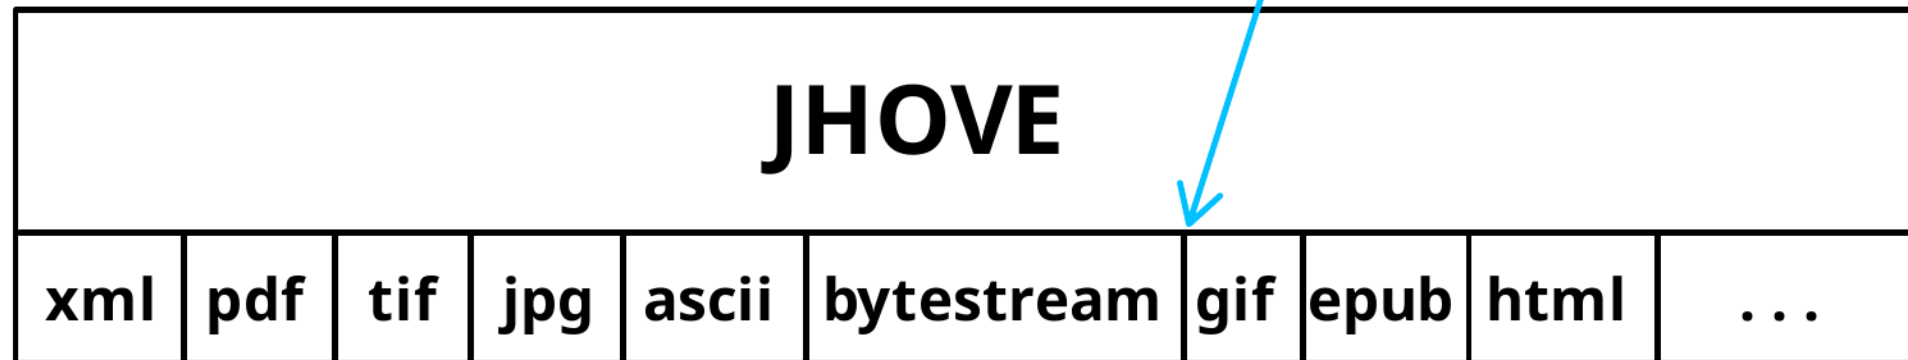 JHOVE
xml pdf tif jpg ascii bytestream gif epub html . . .